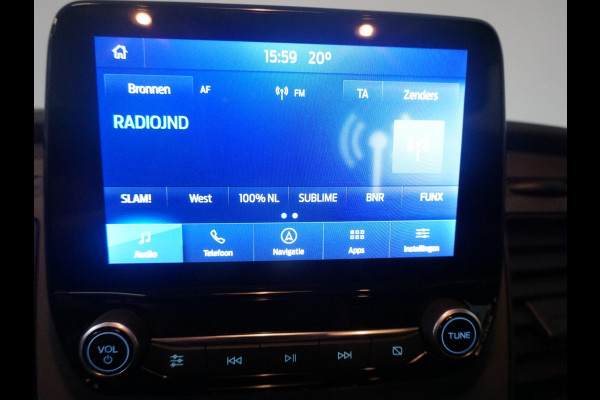 15:59 20°
Bronnen AF FM TA Zenders
RADIOJND
SLAM! West 100% NL SUBLIME BNR FUNX
Audio Telefoon Navigatie Apps Instellingen
VOL TUNE